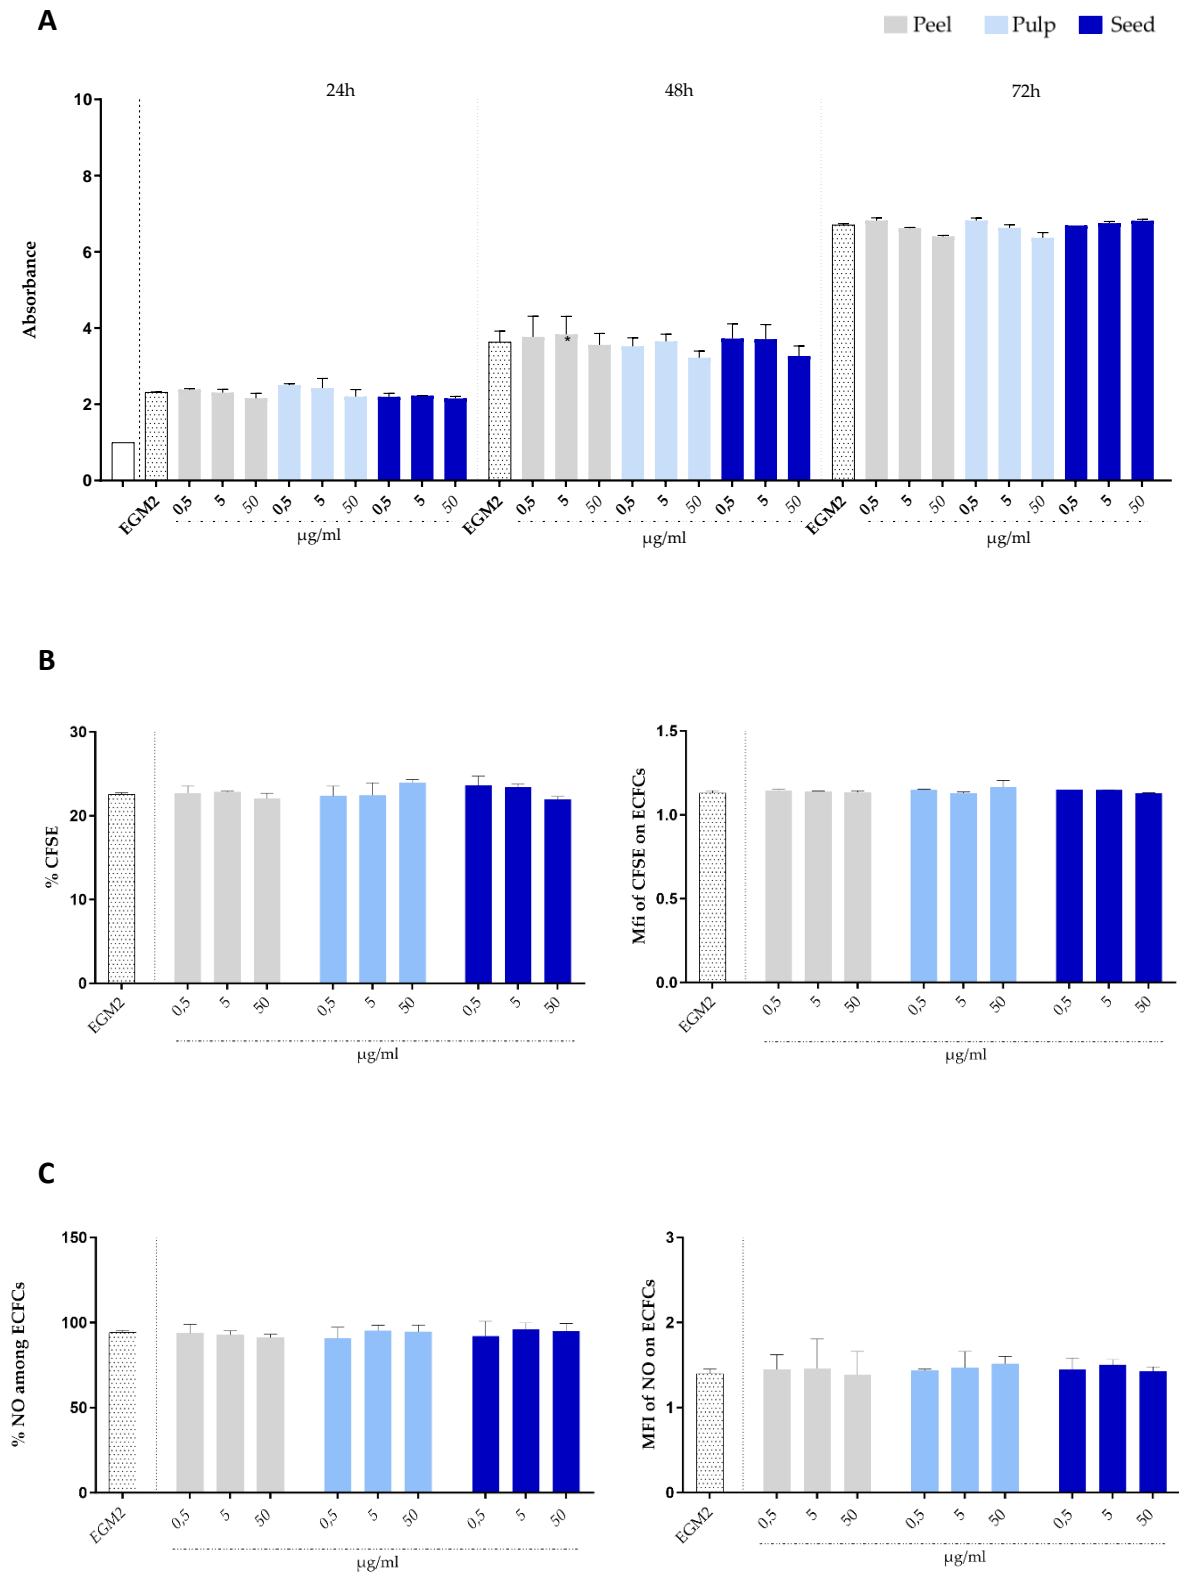 A
Peel Pulp Seed
24h 48h 72h
10
8
6
4
2
0
Absorbance
*
EGM2 0,5 5 50 0,5 5 50 0,5 5 50 EGM2 0,5 5 50 0,5 5 50 0,5 5 50 EGM2 0,5 5 50 0,5 5 50 0,5 5 50
µg/ml µg/ml µg/ml
B
30
20
10
0
% CFSE
EGM2 0,5 5 50 0,5 5 50 0,5 5 50
µg/ml
1.5
1.0
0.5
0.0
Mfi of CFSE on ECFCs
EGM2 0,5 5 50 0,5 5 50 0,5 5 50
µg/ml
C
150
100
50
0
% NO among ECFCs
EGM2 0,5 5 50 0,5 5 50 0,5 5 50
µg/ml
3
2
1
0
MFI of NO on ECFCs
EGM2 0,5 5 50 0,5 5 50 0,5 5 50
µg/ml